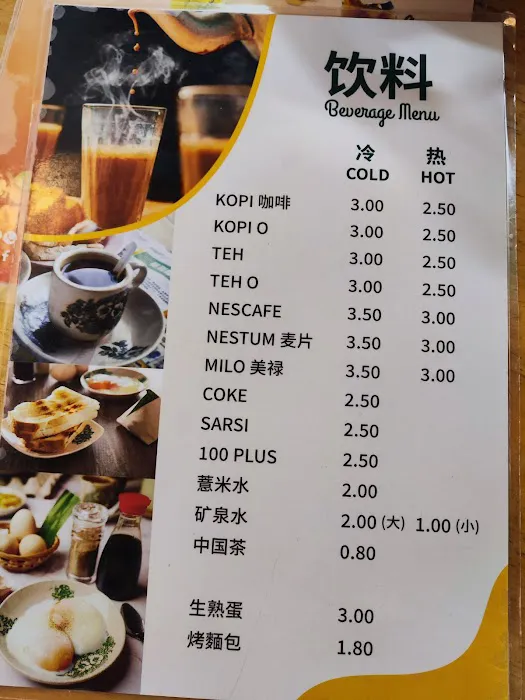 饮料
Beverage Menu
冷 热
COLD HOT
KOPI 咖啡 3.00 2.50
KOPI O 3.00 2.50
TEH 3.00 2.50
TEH O 3.00 2.50
NESCAFE 3.50 3.00
NESTUM 麦片 3.50 3.00
MILO 美禄 3.50 3.00
COKE 2.50
SARSI 2.50
100 PLUS 2.50
薏米水 2.00
矿泉水 2.00 (大) 1.00 (小)
中国茶 0.80
生熟蛋 3.00
烤麵包 1.80